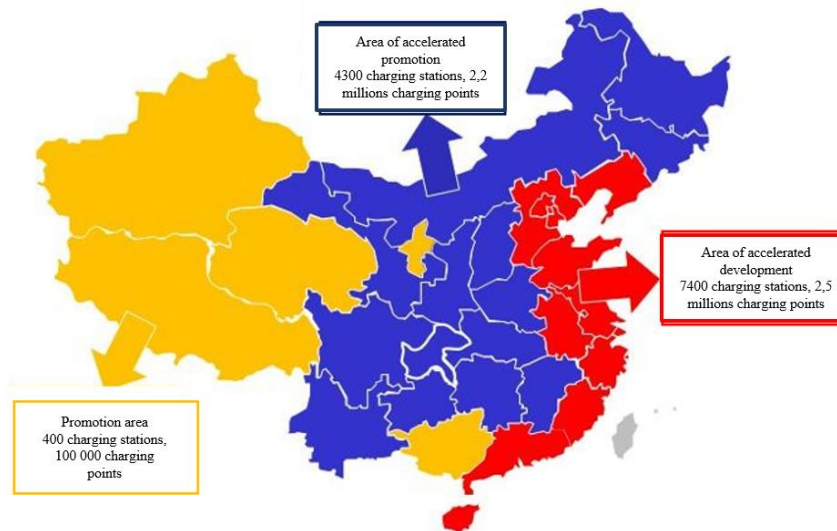 Area of accelerated
promotion
4300 charging stations, 2,2
millions charging points
Area of accelerated
development
7400 charging stations, 2,5
millions charging points
Promotion area
400 charging stations,
100 000 charging
points